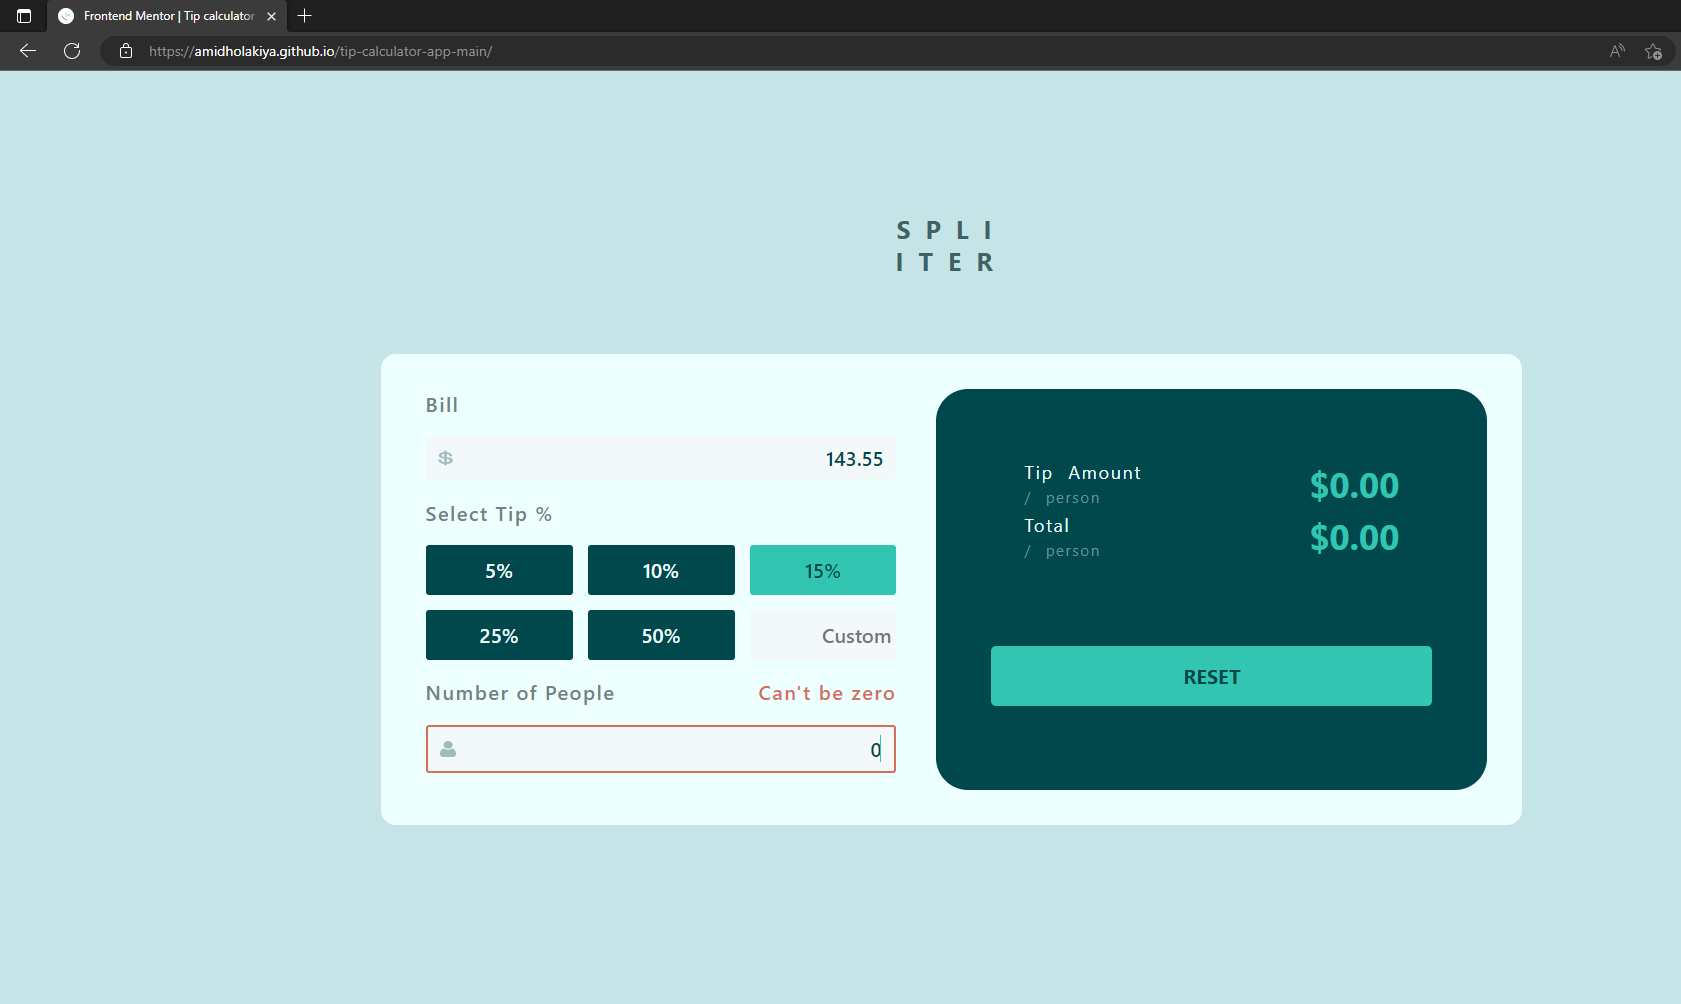 Frontend Mentor | Tip calculator
https://amidholakiya.github.io/tip-calculator-app-main/
SPLI
ITER
Bill
$ 143.55
Select Tip %
5% 10% 15%
25% 50% Custom
Number of People Can't be zero
0
Tip Amount $0.00
/ person
Total $0.00
/ person
RESET